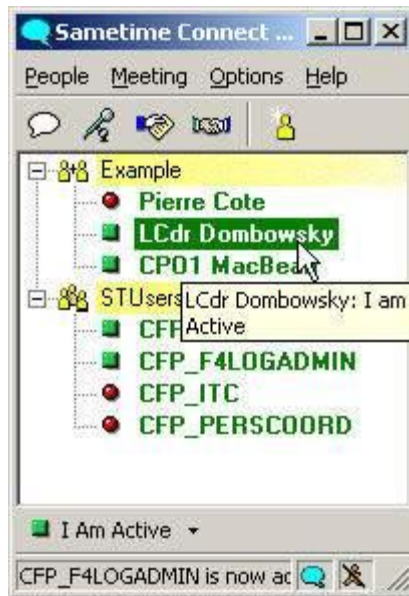 Sametime Connect ...
People Meeting Options Help
Example
Pierre Cote
LCdr Dombowsky
CPO1 MacBea
STUsers
LCdr Dombowsky: I am
Active
CFP
CFP_F4LOGADMIN
CFP_ITC
CFP_PERSCOORD
I Am Active
CFP_F4LOGADMIN is now ac